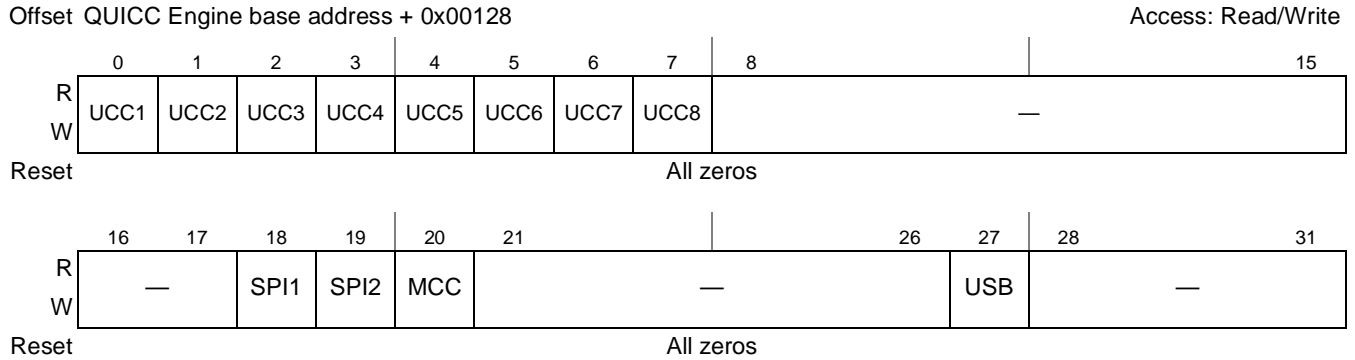 Offset QUICC Engine base address + 0x00128 Access: Read/Write
0 1 2 3 4 5 6 7 8 15
R
UCC1 UCC2 UCC3 UCC4 UCC5 UCC6 UCC7 UCC8 —
W
Reset All zeros
16 17 18 19 20 21 26 27 28 31
R
— SPI1 SPI2 MCC — USB —
W
Reset All zeros